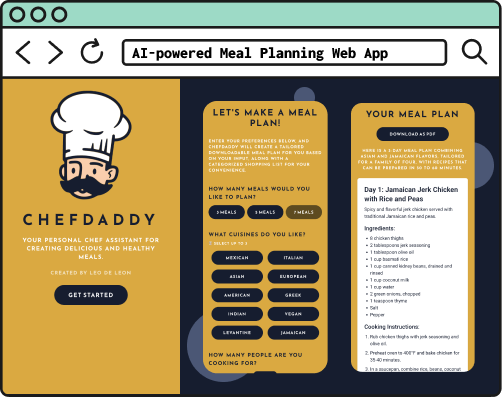 AI-powered Meal Planning Web App
CHEFDADDY
YOUR PERSONAL CHEF ASSISTANT FOR
CREATING DELICIOUS AND HEALTHY
MEALS.
CREATED BY LEO DE LEON
GET STARTED
LET'S MAKE A MEAL
PLAN!
ENTER YOUR PREFERENCES BELOW, AND
CHEFDADDY WILL CREATE A TAILORED
DOWNLOADABLE MEAL PLAN FOR YOU BASED
ON YOUR INPUT, ALONG WITH A
CATEGORIZED SHOPPING LIST FOR YOUR
CONVENIENCE.
HOW MANY MEALS WOULD YOU
LIKE TO PLAN?
3 MEALS 5 MEALS 7 MEALS
WHAT CUISINES DO YOU LIKE?
SELECT UP TO 3
MEXICAN ITALIAN
ASIAN EUROPEAN
AMERICAN GREEK
INDIAN VEGAN
LEVANTINE JAMAICAN
HOW MANY PEOPLE ARE YOU
COOKING FOR?
YOUR MEAL PLAN
DOWNLOAD AS PDF
HERE IS A 3-DAY MEAL PLAN COMBINING
ASIAN AND JAMAICAN FLAVORS, TAILORED
FOR A FAMILY OF FOUR, WITH RECIPES THAT
CAN BE PREPARED IN 30 TO 60 MINUTES.
Day 1: Jamaican Jerk Chicken
with Rice and Peas
Spicy and flavorful jerk chicken served with
traditional Jamaican rice and peas.
Ingredients:
• 8 chicken thighs
• 2 tablespoons jerk seasoning
• 1 tablespoon olive oil
• 1 cup basmati rice
• 1 cup canned kidney beans, drained and
rinsed
• 1 cup coconut milk
• 1 cup water
• 2 green onions, chopped
• 1 teaspoon thyme
• Salt
• Pepper
Cooking Instructions:
1. Rub chicken thighs with jerk seasoning and
olive oil.
2. Preheat oven to 400°F and bake chicken for
35-40 minutes.
3. In a saucepan, combine rice, beans, coconut